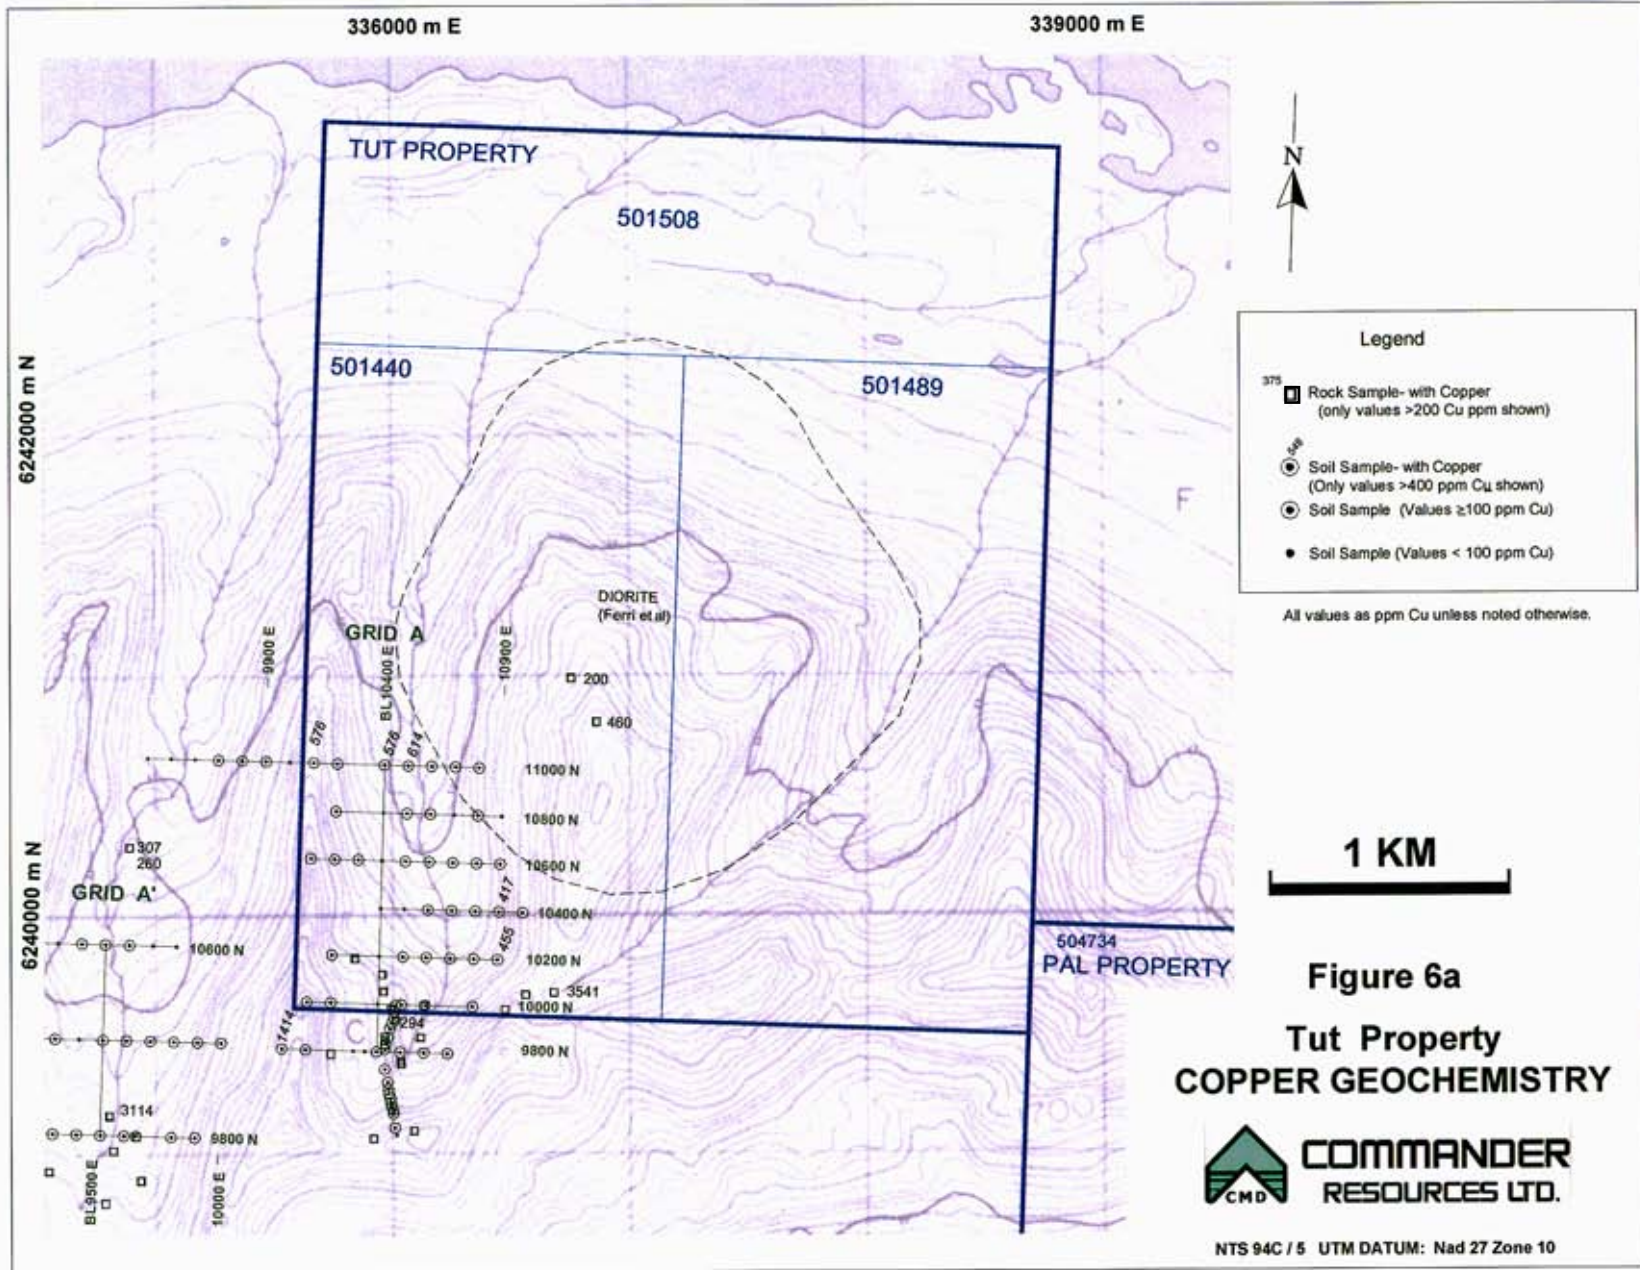 336000 m E
339000 m E
TUT PROPERTY
501508
N
6242000 m N
501440
501489
Legend
375
Rock Sample- with Copper
(only values >200 Cu ppm shown)
Soil Sample- with Copper
(Only values >400 ppm Cu shown)
Soil Sample (Values ≥100 ppm Cu)
Soil Sample (Values < 100 ppm Cu)
All values as ppm Cu unless noted otherwise.
F
DIORITE
(Ferri et al)
GRID A
9900 E
BL10400 E
10900 E
200
460
576
576
614
11000 N
10800 N
10600 N
417
10400 N
455
10200 N
3541
10000 N
294
1414
C
9800 N
6240000 m N
307
260
GRID A'
10600 N
3114
9800 N
BL9500 E
10000 E
504734
PAL PROPERTY
1 KM
Figure 6a
Tut Property
COPPER GEOCHEMISTRY
CMD
COMMANDER
RESOURCES LTD.
NTS 94C / 5 UTM DATUM: Nad 27 Zone 10